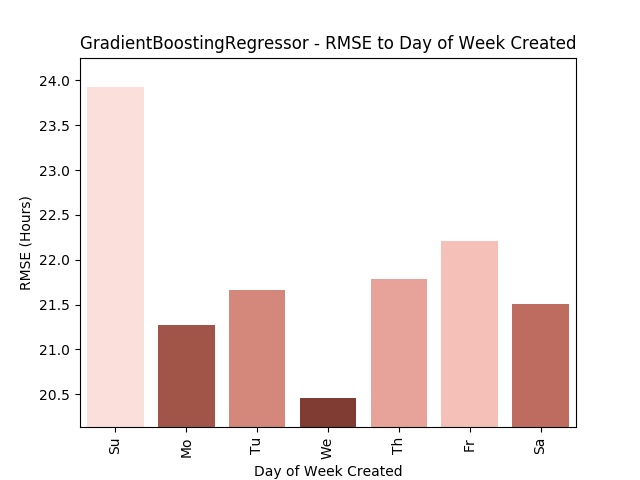 GradientBoostingRegressor - RMSE to Day of Week Created
24.0
23.5
23.0
22.5
22.0
21.5
21.0
20.5
RMSE (Hours)
Su
Mo
Tu
We
Th
Fr
Sa
Day of Week Created